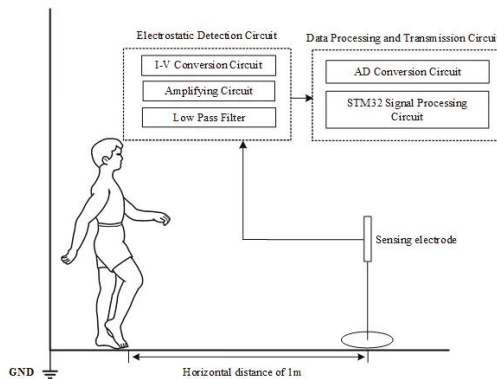 Electrostatic Detection Circuit
I-V Conversion Circuit
Amplifying Circuit
Low Pass Filter
Data Processing and Transmission Circui
AD Conversion Circuit
STM32 Signal Processing
Circuit
Sensing electrode
GND
Horizontal distance of 1m